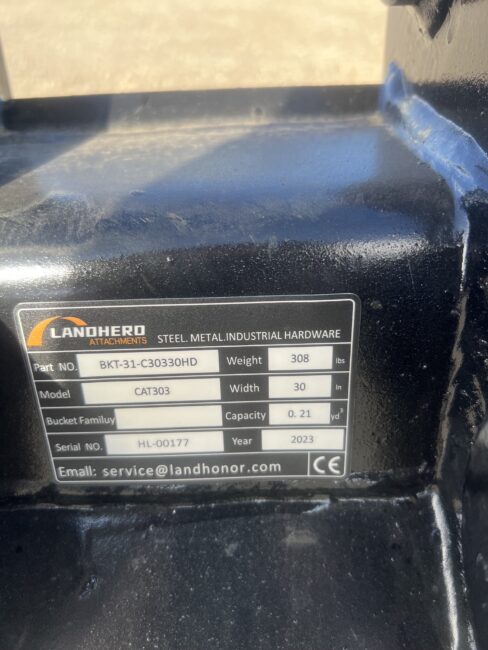 LANDHERO
ATTACHMENTS
STEEL. METAL.INDUSTRIAL HARDWARE
Part NO. BKT-31-C30330HD Weight 308 lbs
Model CAT303 Width 30 in
Bucket Familuy Capacity 0. 21 yd³
Serial NO. HL-00177 Year 2023
Email: service@landhonor.com CE